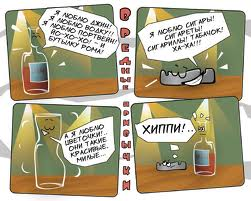 Я ЛЮБЛЮ ДЖИН!
Я ЛЮБЛЮ ВОДКУ!!
Я ЛЮБЛЮ ПОРТВЕЙН!
ЙО-ХО-ХО! - И
БУТЫЛКУ РОМА!
Я ЛЮБЛЮ СИГАРЫ!
СИГАРЕТЫ!
СИГАРИЛЛЫ! ТАБАЧОК!
ХА-ХА!!!
ВРЕДНЫЕ ПРИВЫЧКИ
А Я ЛЮБЛЮ
ЦВЕТОЧКИ!..
ОНИ ТАКИЕ
КРАСИВЫЕ,
МИЛЫЕ...
ХИППИ!..